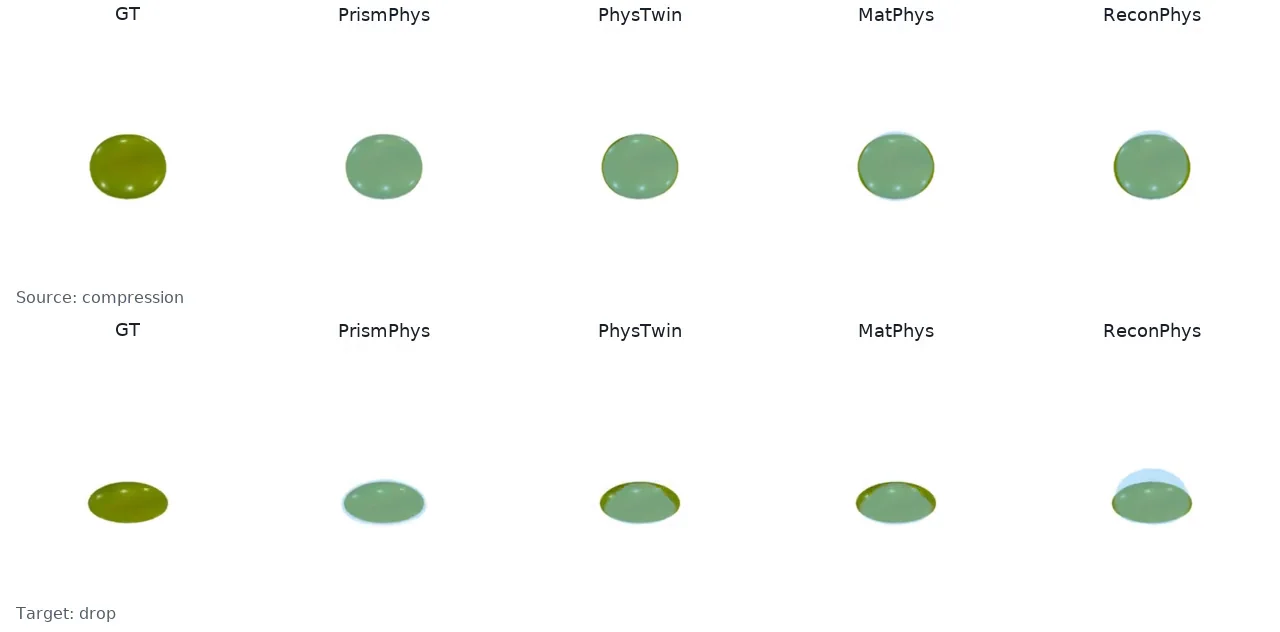 GT PrismPhys PhysTwin MatPhys ReconPhys
Source: compression
GT PrismPhys PhysTwin MatPhys ReconPhys
Target: drop